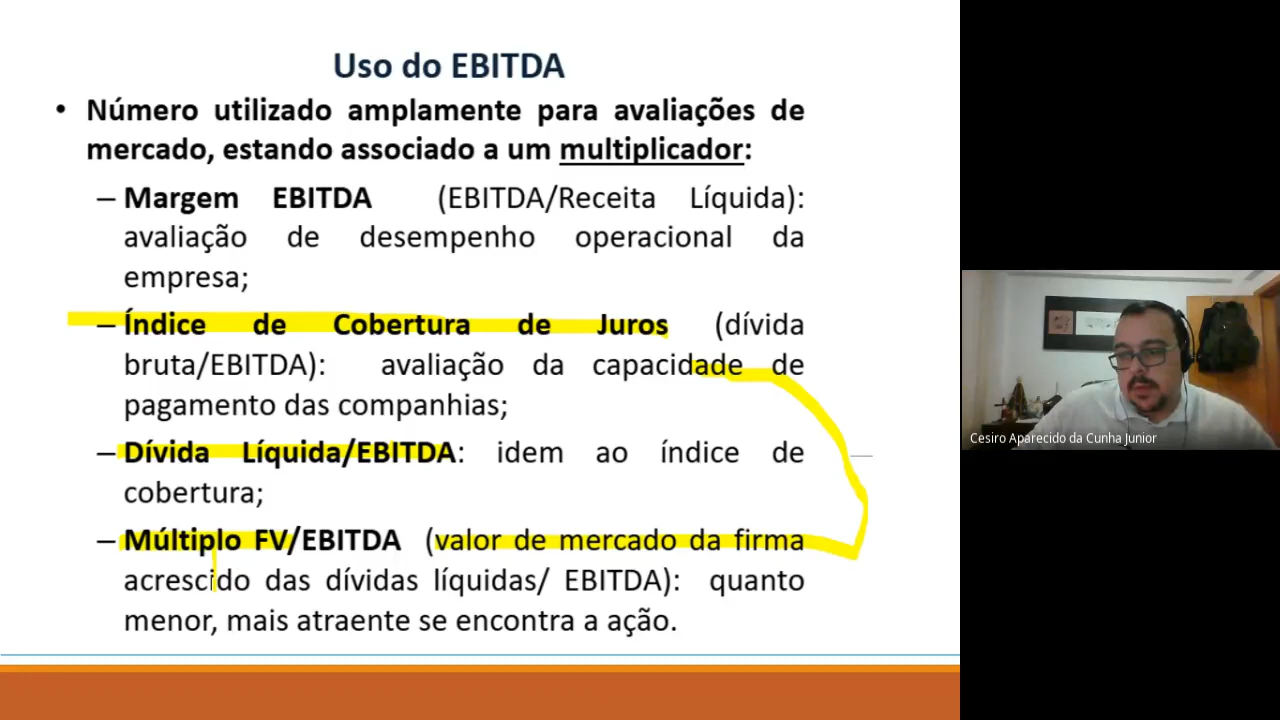 Uso do EBITDA
• Número utilizado amplamente para avaliações de
mercado, estando associado a um multiplicador:
– Margem EBITDA (EBITDA/Receita Líquida):
avaliação de desempenho operacional da
empresa;
– Índice de Cobertura de Juros (dívida
bruta/EBITDA): avaliação da capacidade de
pagamento das companhias;
– Dívida Líquida/EBITDA: idem ao índice de
cobertura;
– Múltiplo FV/EBITDA (valor de mercado da firma
acrescido das dívidas líquidas/ EBITDA): quanto
menor, mais atraente se encontra a ação.
Cesiro Aparecido da Cunha Junior